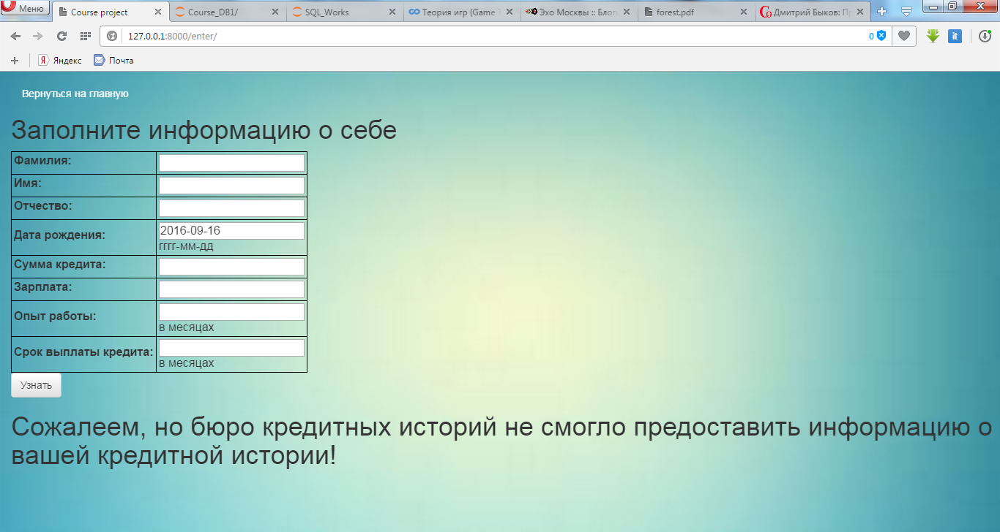 Меню
Course project
Course_DB1/
SQL_Works
Теория игр (Game
Эхо Москвы :: Блоги
forest.pdf
Дмитрий Быков:
127.0.0.1:8000/enter/
0
it
Я Яндекс
Почта
Вернуться на главную
Заполните информацию о себе
Фамилия:
Имя:
Отчество:
Дата рождения: 2016-09-16
гггг-мм-дд
Сумма кредита:
Зарплата:
Опыт работы:
в месяцах
Срок выплаты кредита:
в месяцах
Узнать
Сожалеем, но бюро кредитных историй не смогло предоставить информацию о
вашей кредитной истории!